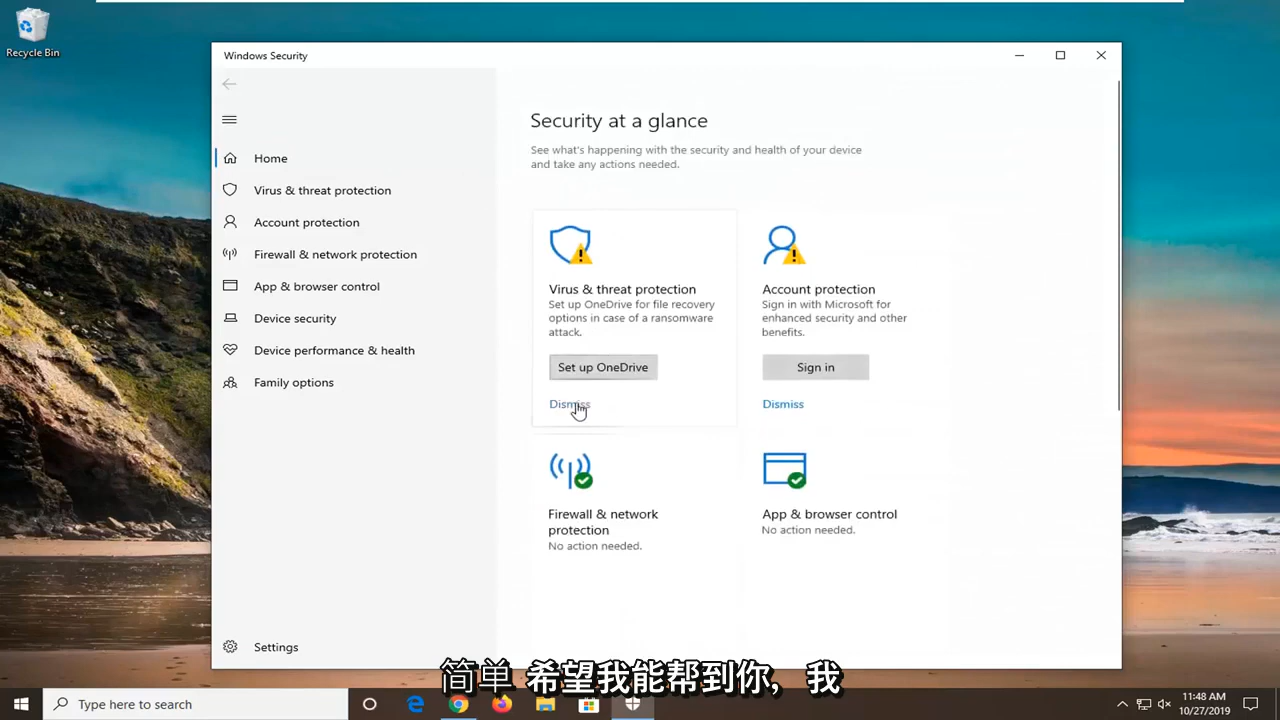 Recycle Bin
Windows Security
Home
Virus & threat protection
Account protection
Firewall & network protection
App & browser control
Device security
Device performance & health
Family options
Settings
Security at a glance
See what's happening with the security and health of your device
and take any actions needed.
Virus & threat protection
Set up OneDrive for file recovery
options in case of a ransomware
attack.
Set up OneDrive
Dismiss
Account protection
Sign in with Microsoft for
enhanced security and other
benefits.
Sign in
Dismiss
Firewall & network
protection
No action needed.
App & browser control
No action needed.
简单 希望我能帮到你, 我
Type here to search
11:48 AM
10/27/2019